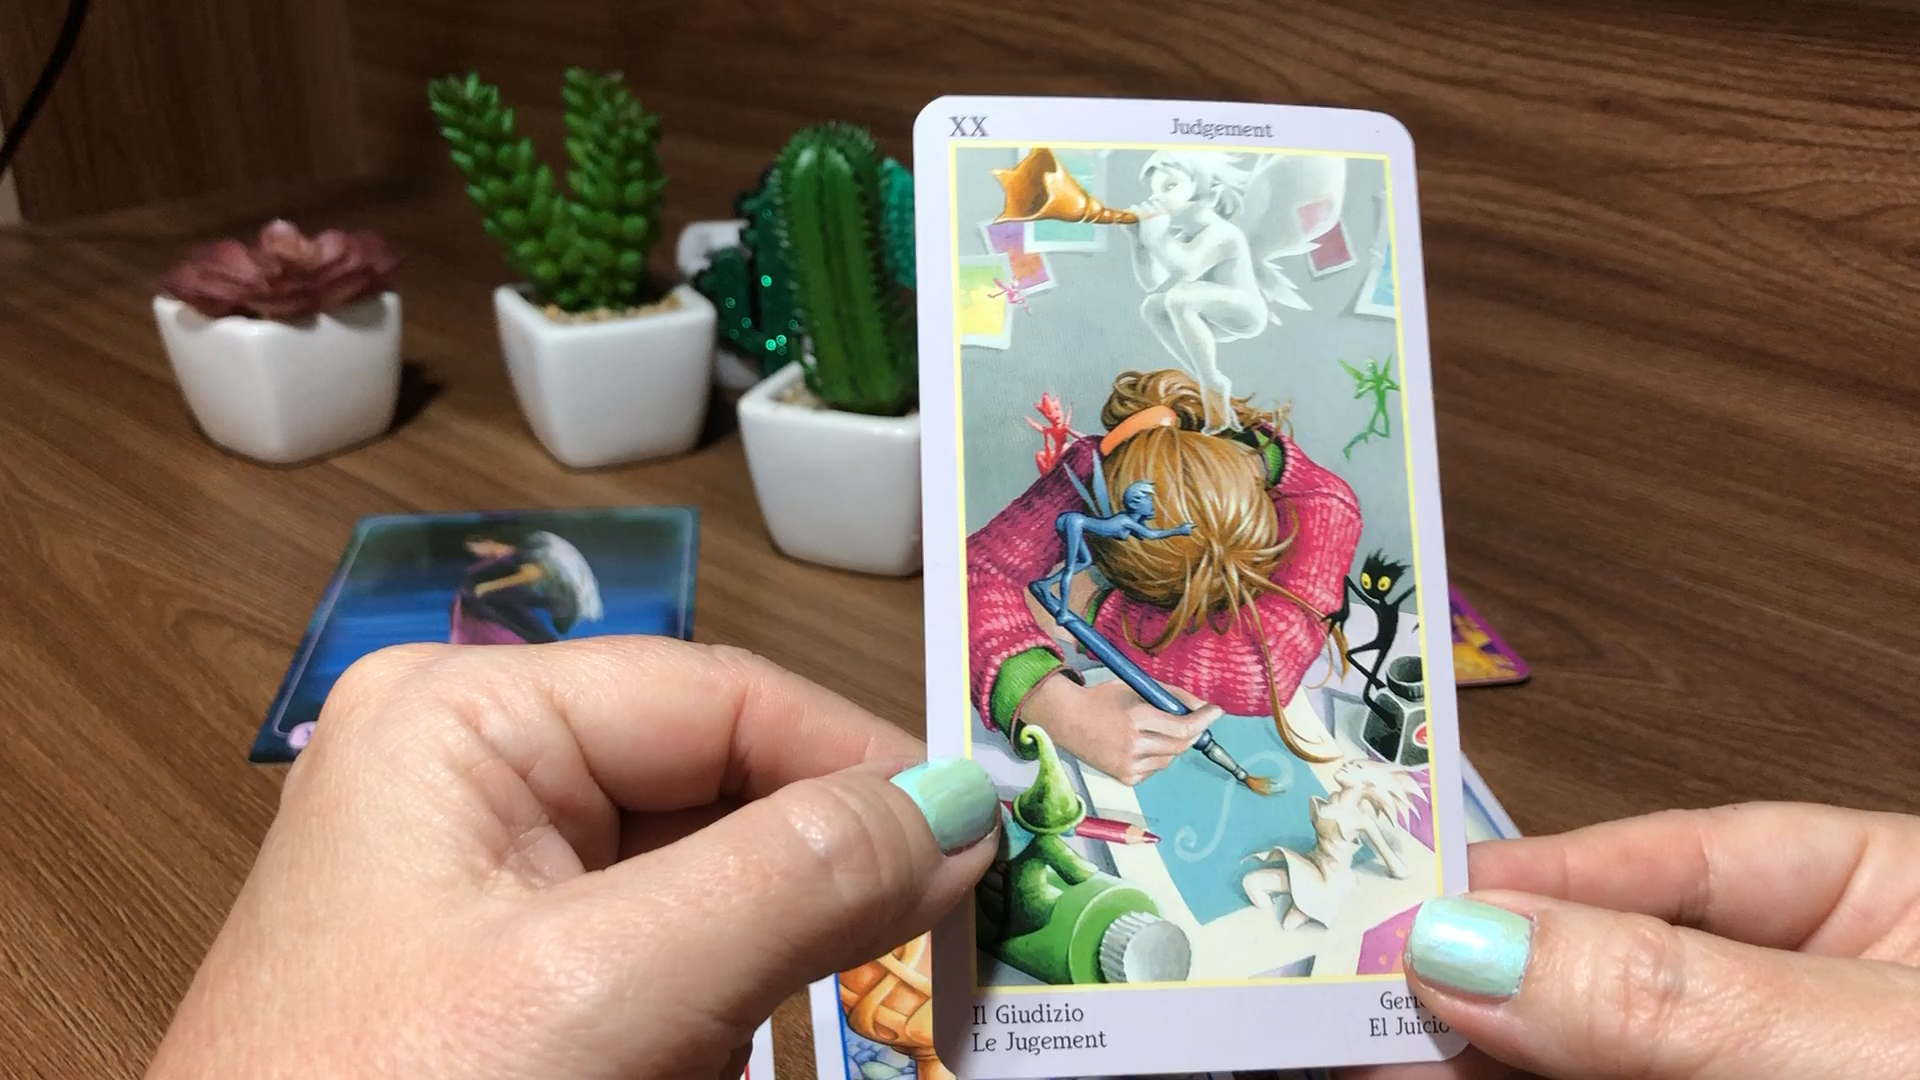 XX
Judgement
Il Giudizio
Le Jugement
El Juicio